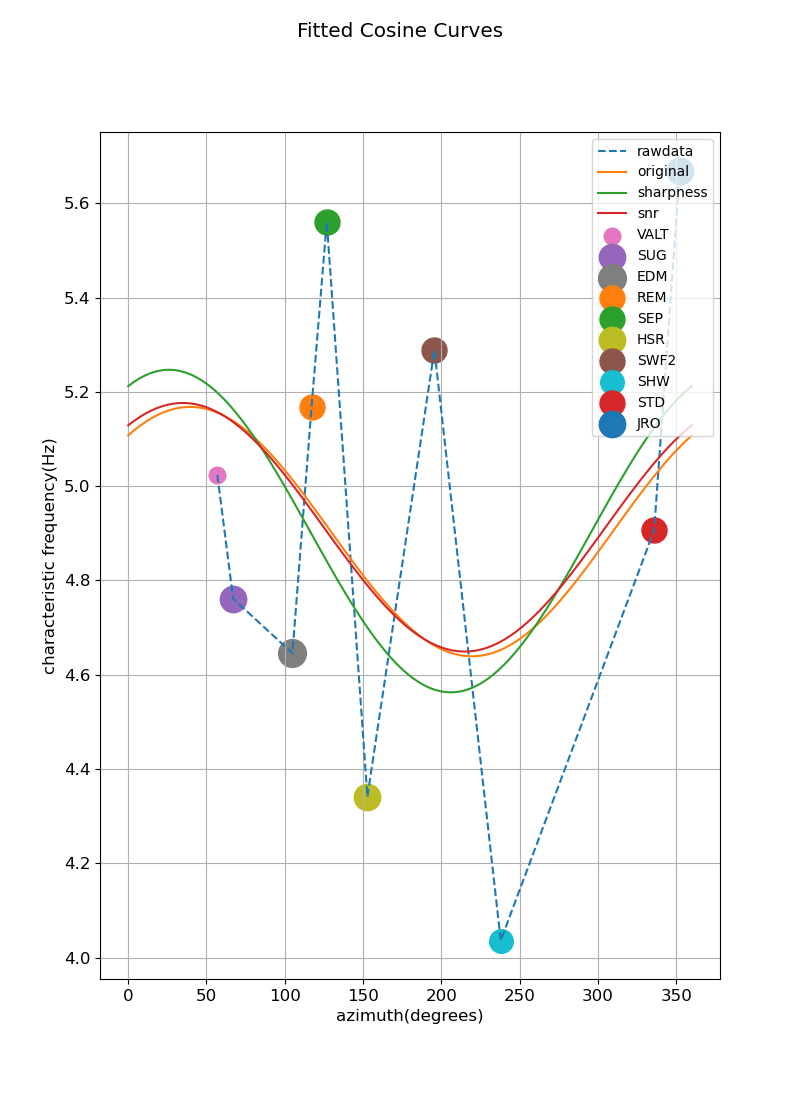 Fitted Cosine Curves
characteristic frequency(Hz)
5.6
5.4
5.2
5.0
4.8
4.6
4.4
4.2
4.0
rawdata
original
sharpness
snr
VALT
SUG
EDM
REM
SEP
HSR
SWF2
SHW
STD
JRO
0 50 100 150 200 250 300 350
azimuth(degrees)